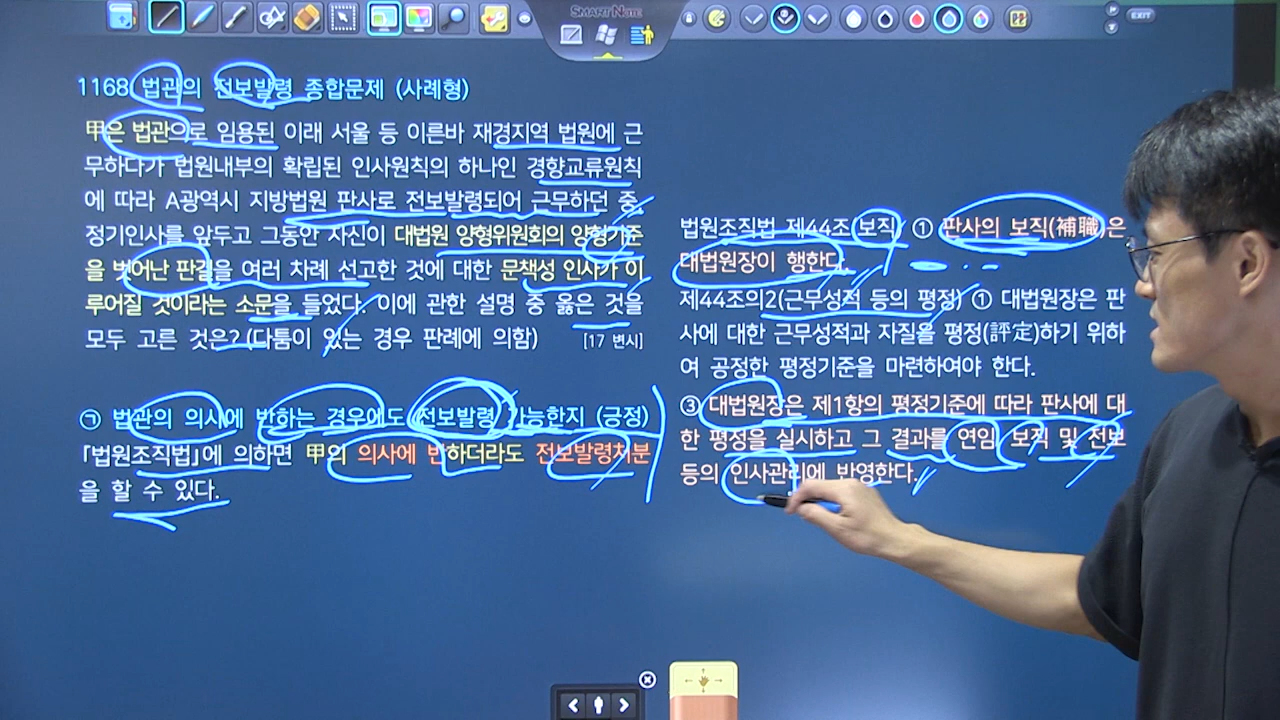 SMART NOTE
EXIT
1168 법관의 전보발령 종합문제 (사례형)
甲은 법관으로 임용된 이래 서울 등 이른바 재경지역 법원에 근
무하다가 법원내부의 확립된 인사원칙의 하나인 경향교류원칙
에 따라 A광역시 지방법원 판사로 전보발령되어 근무하던 중,
정기인사를 앞두고 그동안 자신이 대법원 양형위원회의 양형기준
을 벗어난 판결을 여러 차례 선고한 것에 대한 문책성 인사가 이
루어질 것이라는 소문을 들었다. 이에 관한 설명 중 옳은 것을
모두 고른 것은? (다툼이 있는 경우 판례에 의함) [17 변시]
㉠ 법관의 의사에 반하는 경우에도 전보발령 가능한지 (긍정)
「법원조직법」에 의하면 甲의 의사에 반하더라도 전보발령처분
을 할 수 있다.
법원조직법 제44조(보직) ① 판사의 보직(補職)은
대법원장이 행한다.
제44조의2(근무성적 등의 평정) ① 대법원장은 판
사에 대한 근무성적과 자질을 평정(評定)하기 위하
여 공정한 평정기준을 마련하여야 한다.
③ 대법원장은 제1항의 평정기준에 따라 판사에 대
한 평정을 실시하고 그 결과를 연임, 보직 및 전보
등의 인사관리에 반영한다.